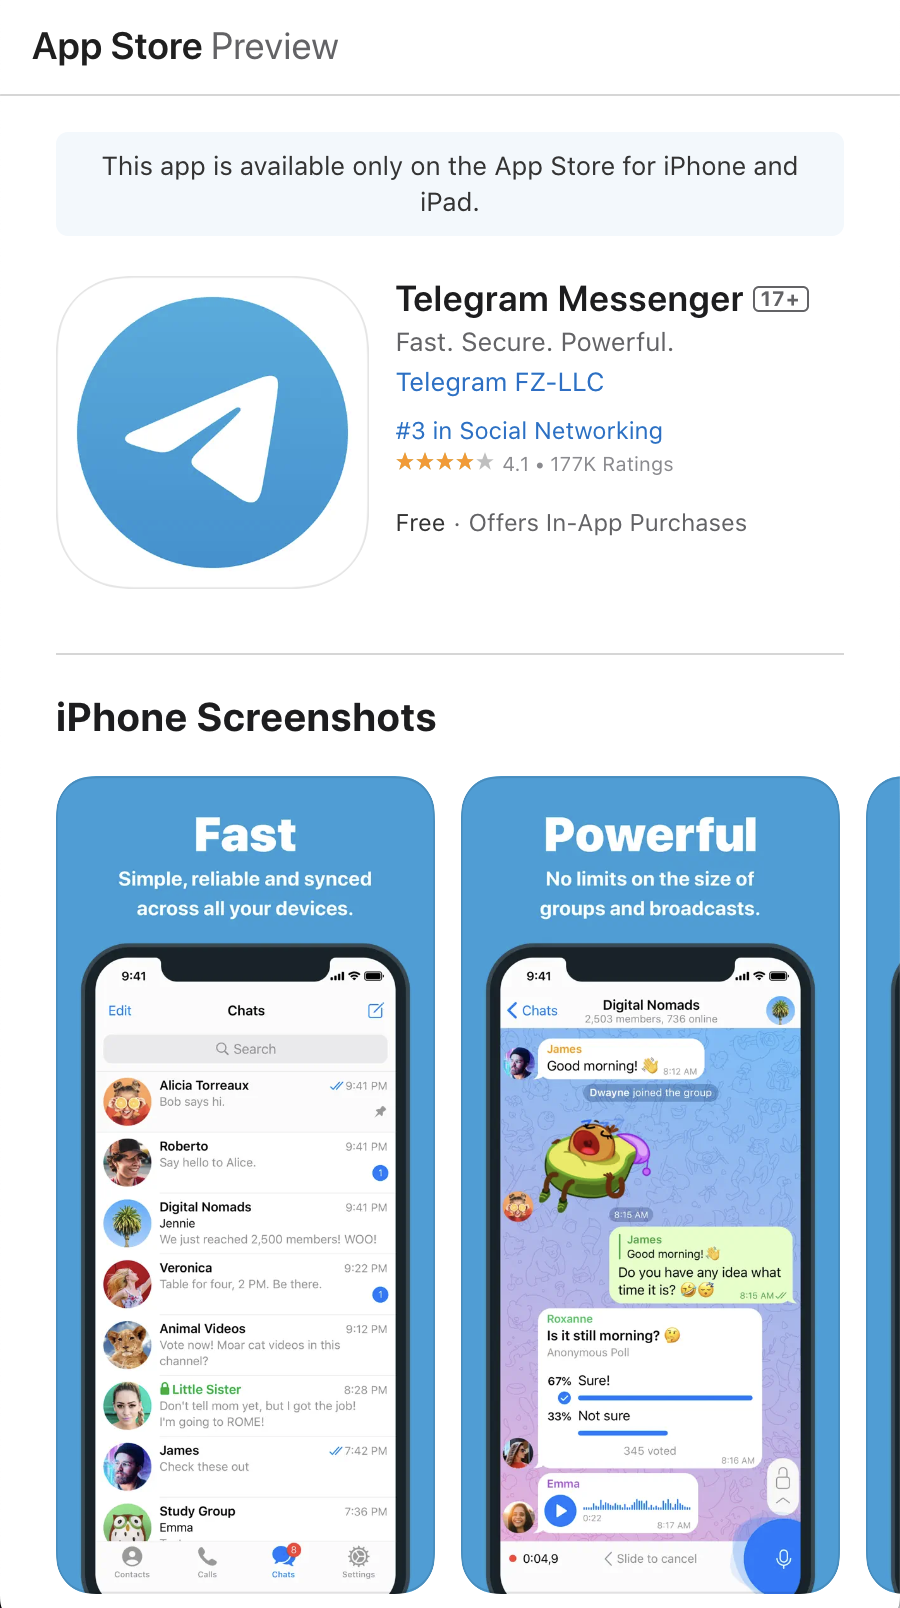 App Store Preview
This app is available only on the App Store for iPhone and
iPad.
Telegram Messenger 17+
Fast. Secure. Powerful.
Telegram FZ-LLC
#3 in Social Networking
★★★★★ 4.1 • 177K Ratings
Free · Offers In-App Purchases
iPhone Screenshots
Fast
Simple, reliable and synced
across all your devices.
9:41
Edit
Chats
Search
Alicia Torreaux
9:41 PM
Bob says hi.
Roberto
9:41 PM
Say hello to Alice.
1
Digital Nomads
9:41 PM
Jennie
We just reached 2,500 members! WOO!
Veronica
9:22 PM
Table for four, 2 PM. Be there.
1
Animal Videos
9:12 PM
Vote now! Moar cat videos in this
channel?
Little Sister
8:28 PM
Don't tell mom yet, but I got the job!
I'm going to ROME!
James
7:42 PM
Check these out
Study Group
7:36 PM
Emma
8
Contacts
Calls
Chats
Settings
Powerful
No limits on the size of
groups and broadcasts.
9:41
Chats
Digital Nomads
2,503 members, 736 online
James
Good morning! 👋
8:12 AM
Dwayne joined the group
8:15 AM
James
Good morning! 👋
Do you have any idea what
time it is? 🤣😴
8:15 AM
Roxanne
Is it still morning? 🤔
Anonymous Poll
67% Sure!
33% Not sure
345 voted
8:16 AM
Emma
0:22
8:17 AM
0:04,9
Slide to cancel